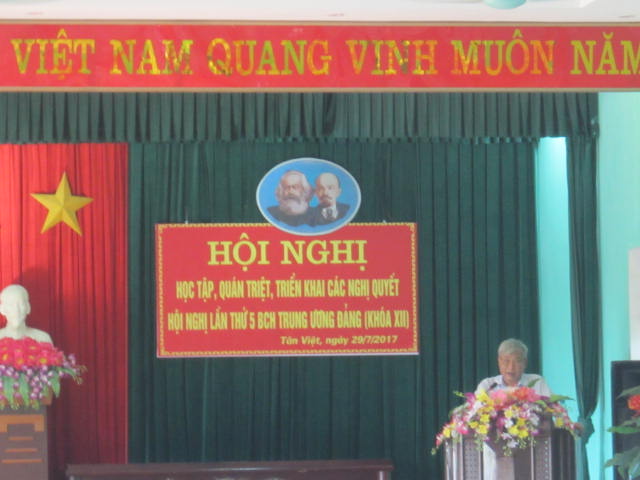 VIỆT NAM QUANG VINH MUÔN NĂM
HỘI NGHỊ
HỌC TẬP, QUÁN TRIỆT, TRIỂN KHAI CÁC NGHỊ QUYẾT
HỘI NGHỊ LẦN THỨ 5 BCH TRUNG ƯƠNG ĐẢNG (KHÓA XII)
Tân Việt, ngày 29/7/2017